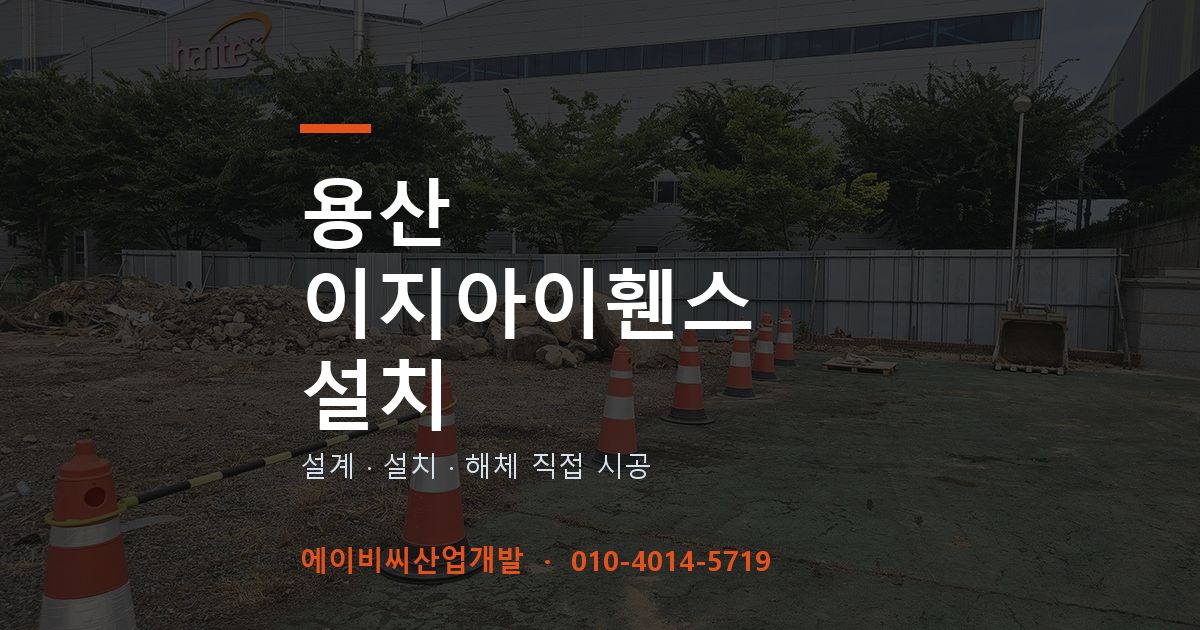 hantes
용산
이지아이휀스
설치
설계 · 설치 · 해체 직접 시공
에이비씨산업개발 · 010-4014-5719